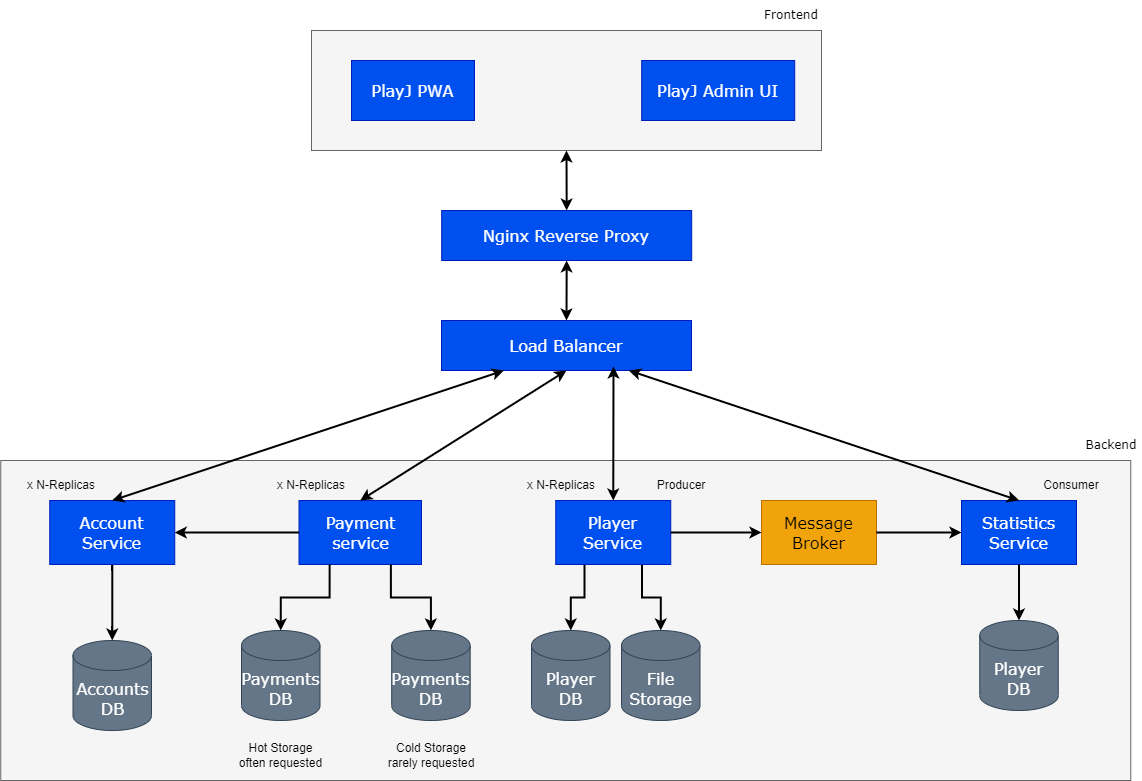 Frontend
PlayJ PWA
PlayJ Admin UI
Nginx Reverse Proxy
Load Balancer
Backend
x N-Replicas
x N-Replicas
x N-Replicas
Producer
Consumer
Account
Service
Payment
service
Player
Service
Message
Broker
Statistics
Service
Accounts
DB
Payments
DB
Payments
DB
Player
DB
File
Storage
Player
DB
Hot Storage
often requested
Cold Storage
rarely requested